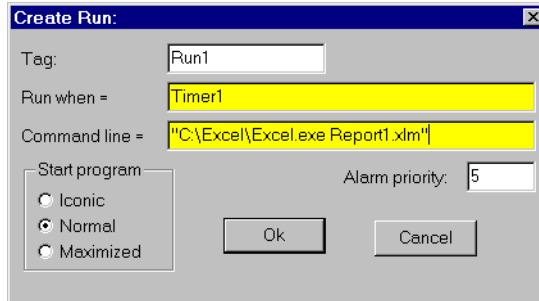 Create Run:
Tag: Run1
Run when = Timer1
Command line = "C:\Excel\Excel.exe Report1.xlm"
Start program
Alarm priority: 5
Iconic
Normal
Maximized
Ok
Cancel